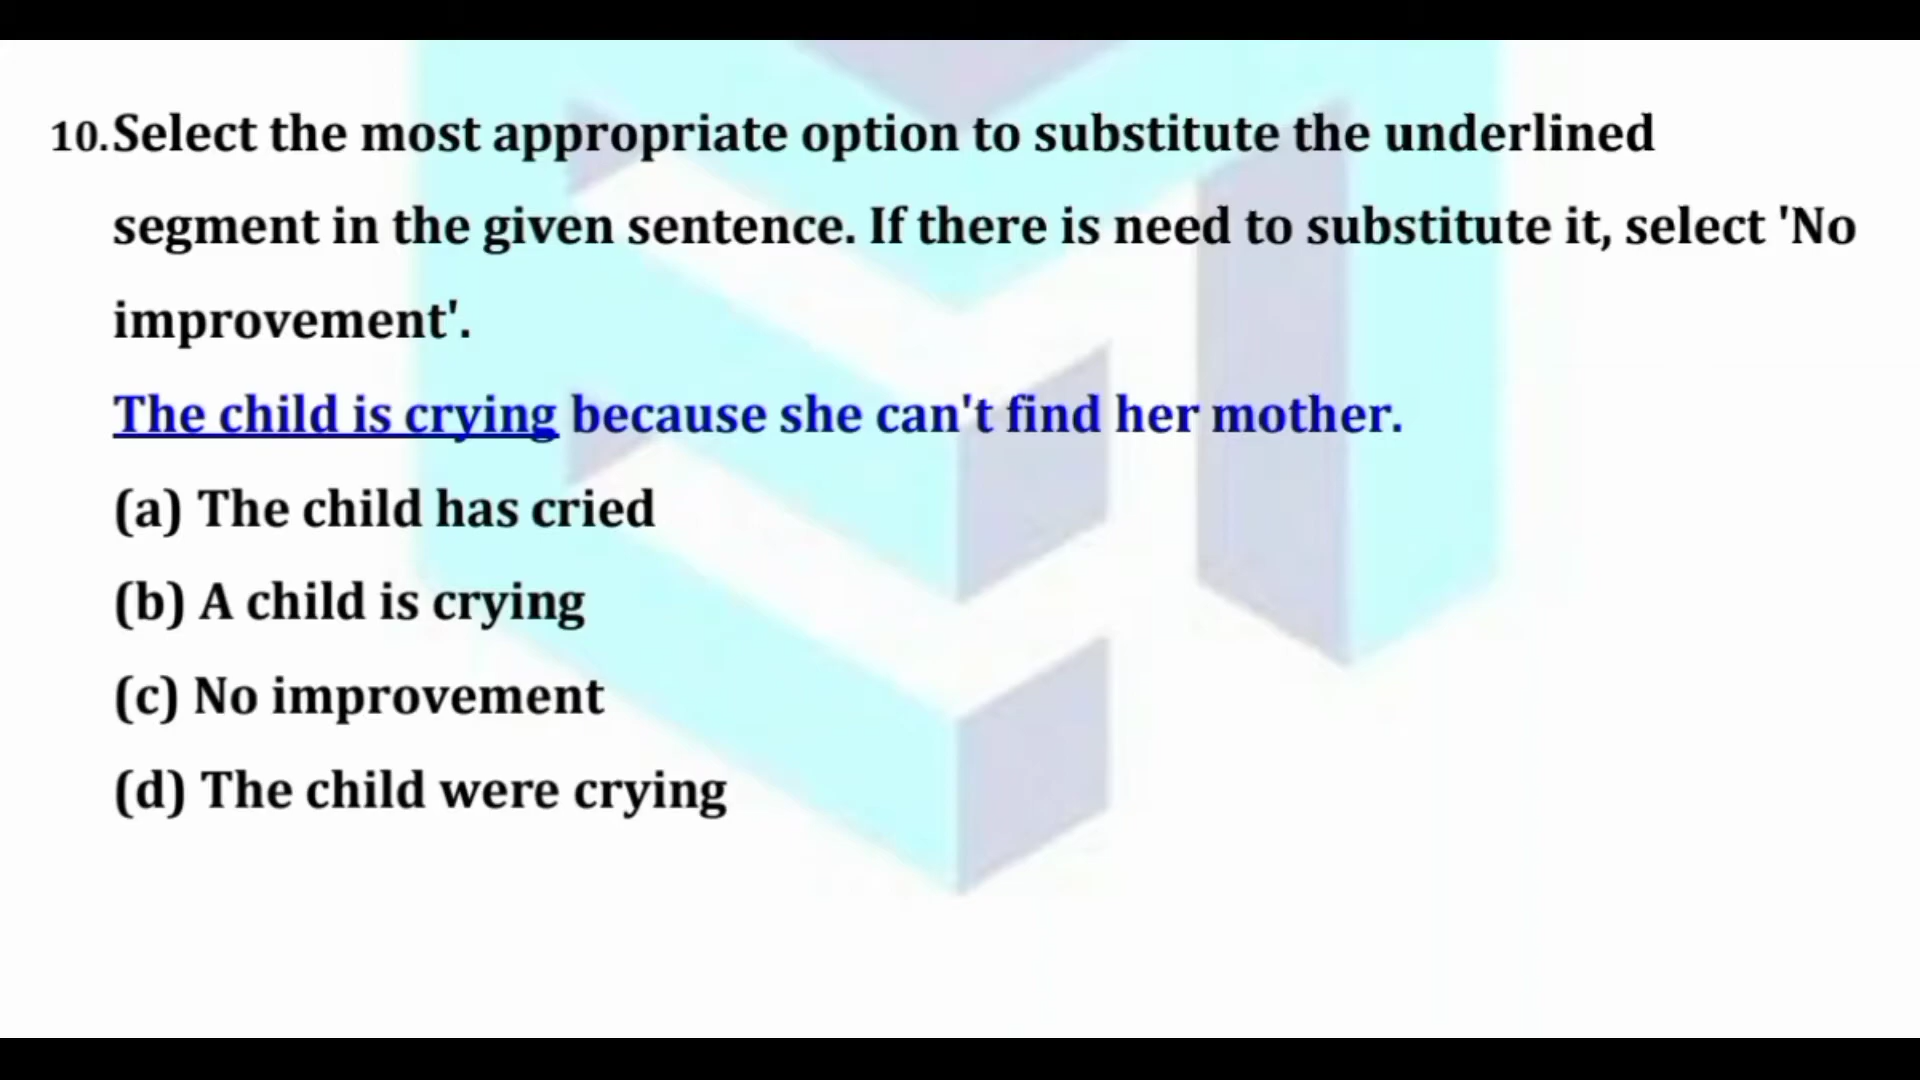 10.Select the most appropriate option to substitute the underlined
segment in the given sentence. If there is need to substitute it, select 'No
improvement'.
The child is crying because she can't find her mother.
(a) The child has cried
(b) A child is crying
(c) No improvement
(d) The child were crying